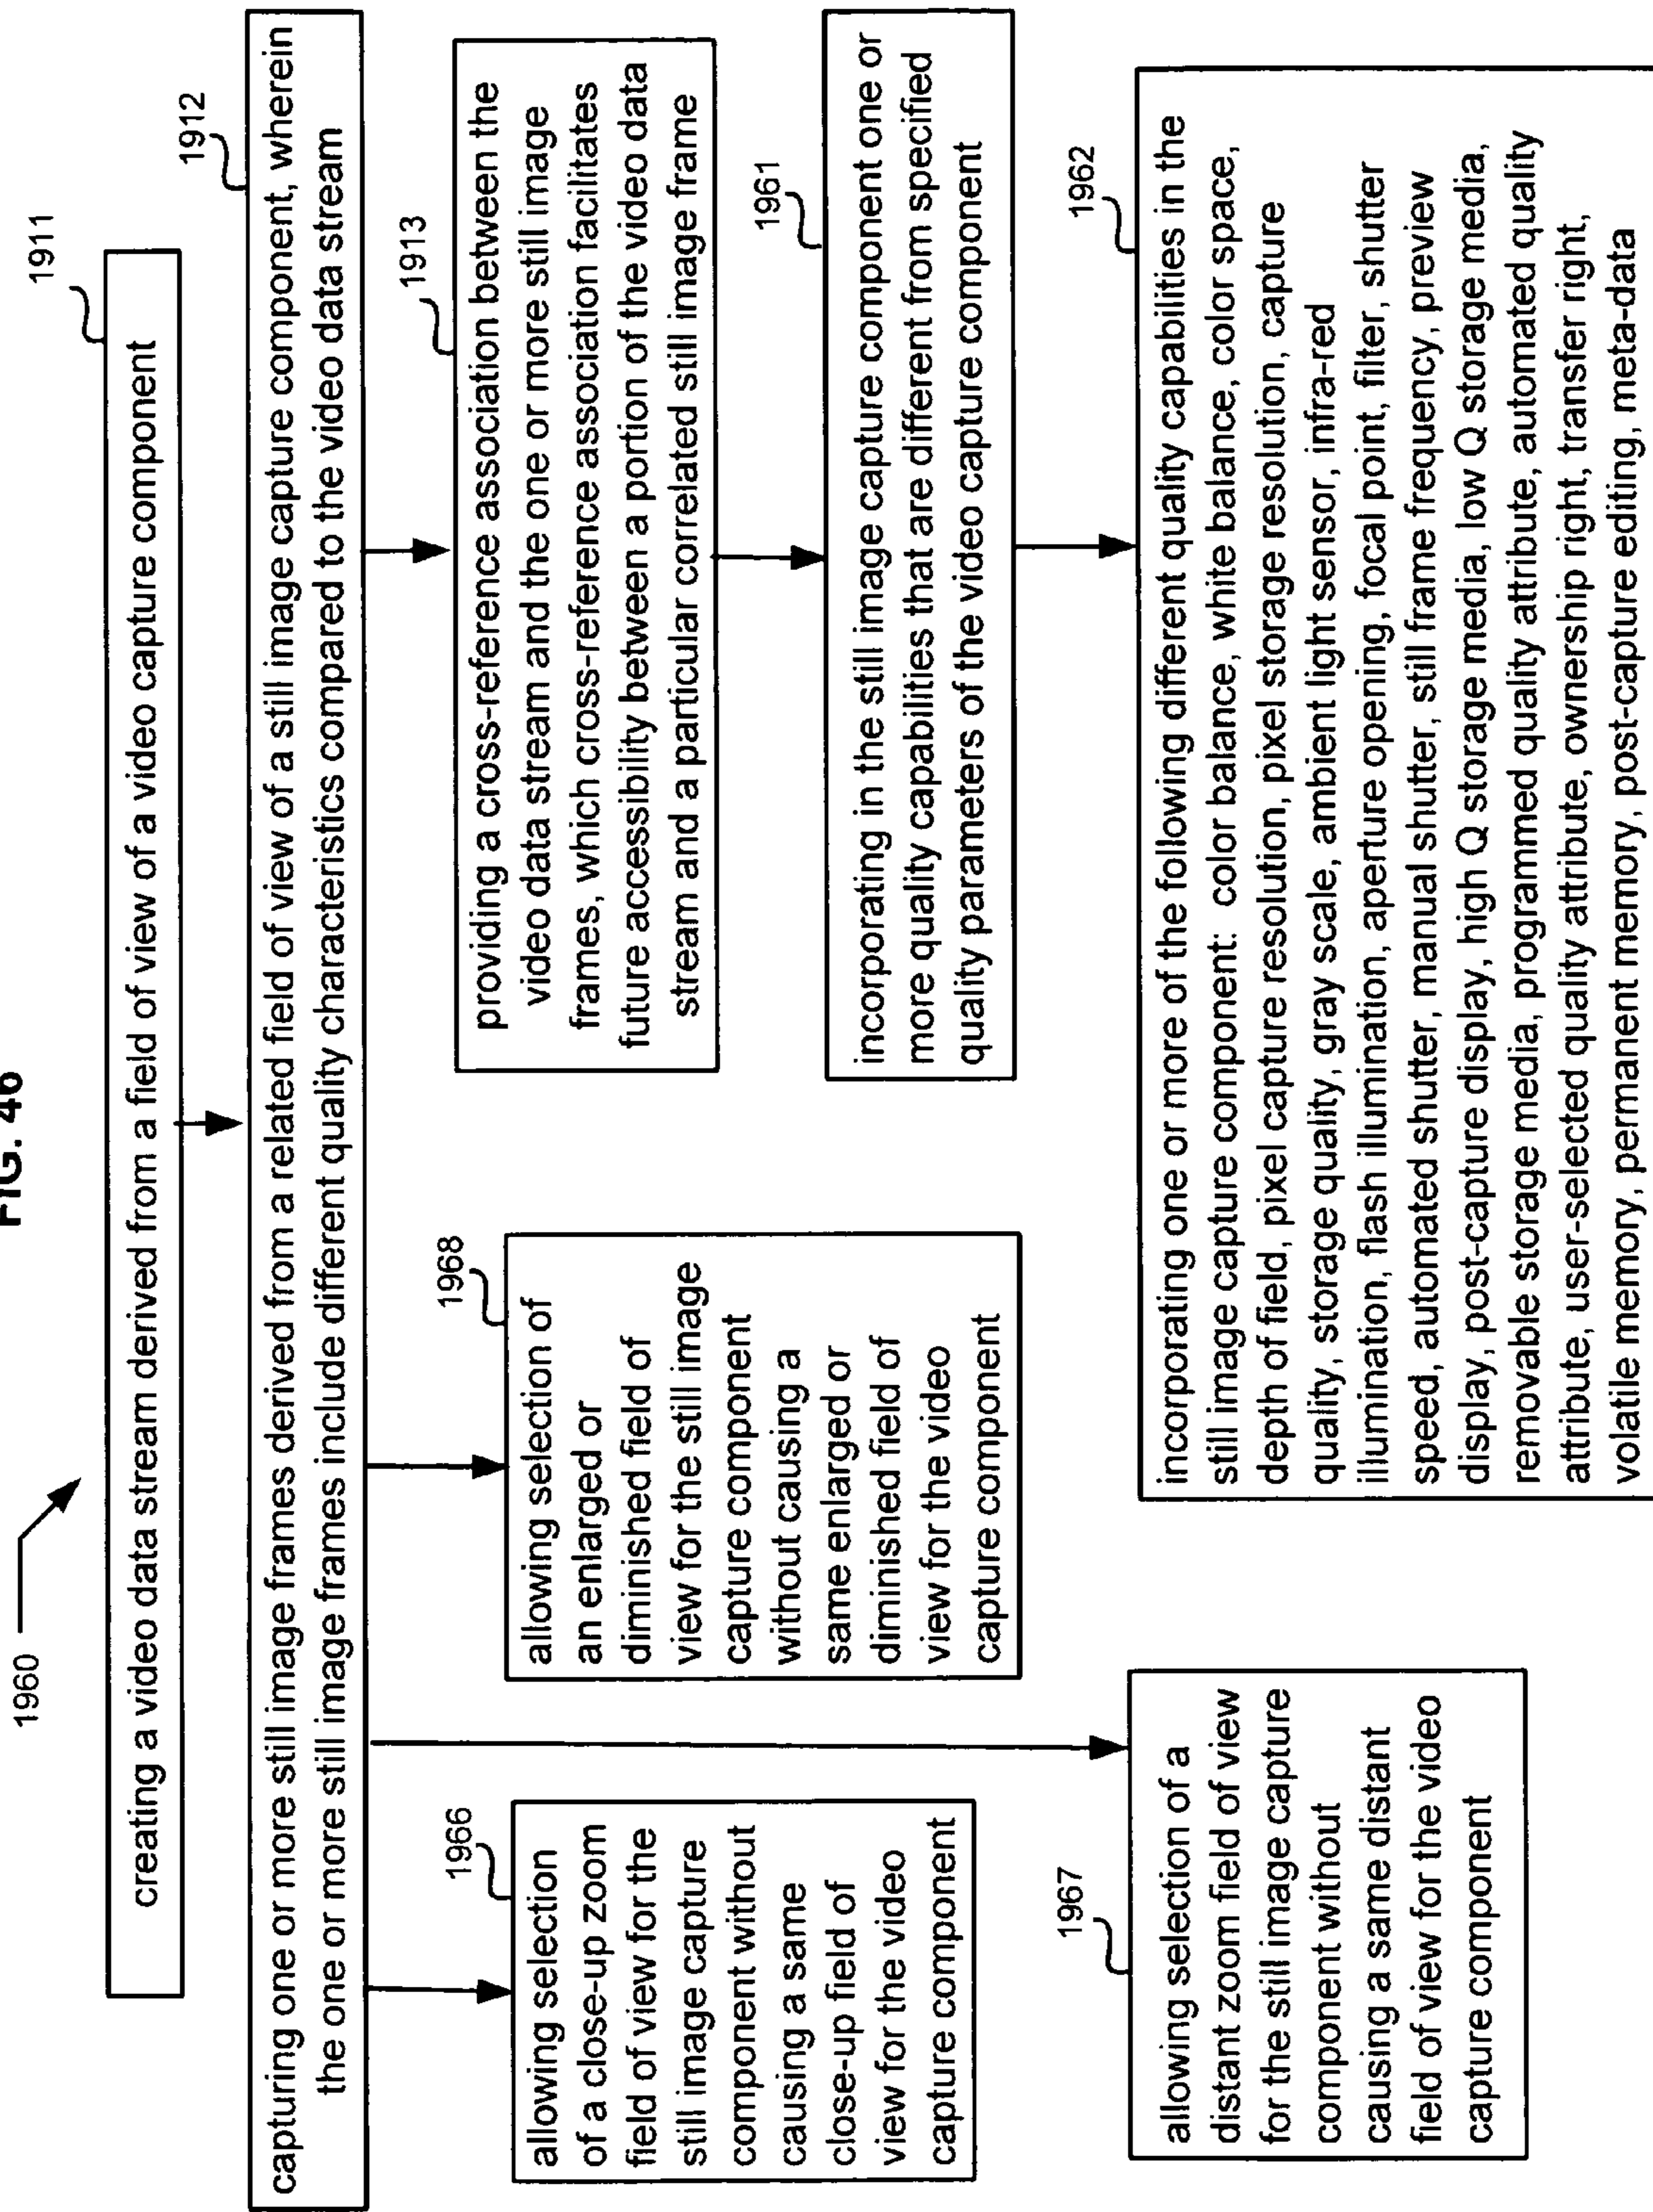 FIG. 46
1960
1911
creating a video data stream derived from a field of view of a video capture component
1912
capturing one or more still image frames derived from a related field of view of a still image capture component, wherein
the one or more still image frames include different quality characteristics compared to the video data stream
1966
allowing selection
of a close-up zoom
field of view for the
still image capture
component without
causing a same
close-up field of
view for the video
capture component
1968
allowing selection of
an enlarged or
diminished field of
view for the still image
capture component
without causing a
same enlarged or
diminished field of
view for the video
capture component
1913
providing a cross-reference association between the
video data stream and the one or more still image
frames, which cross-reference association facilitates
future accessibility between a portion of the video data
stream and a particular correlated still image frame
1961
incorporating in the still image capture component one or
more quality capabilities that are different from specified
quality parameters of the video capture component
1967
allowing selection of a
distant zoom field of view
for the still image capture
component without
causing a same distant
field of view for the video
capture component
1962
incorporating one or more of the following different quality capabilities in the
still image capture component:  color balance, white balance, color space,
depth of field, pixel capture resolution, pixel storage resolution, capture
quality, storage quality, gray scale, ambient light sensor, infra-red
illumination, flash illumination, aperture opening, focal point, filter, shutter
speed, automated shutter, manual shutter, still frame frequency, preview
display, post-capture display, high Q storage media, low Q storage media,
removable storage media, programmed quality attribute, automated quality
attribute, user-selected quality attribute, ownership right, transfer right,
volatile memory, permanent memory, post-capture editing, meta-data